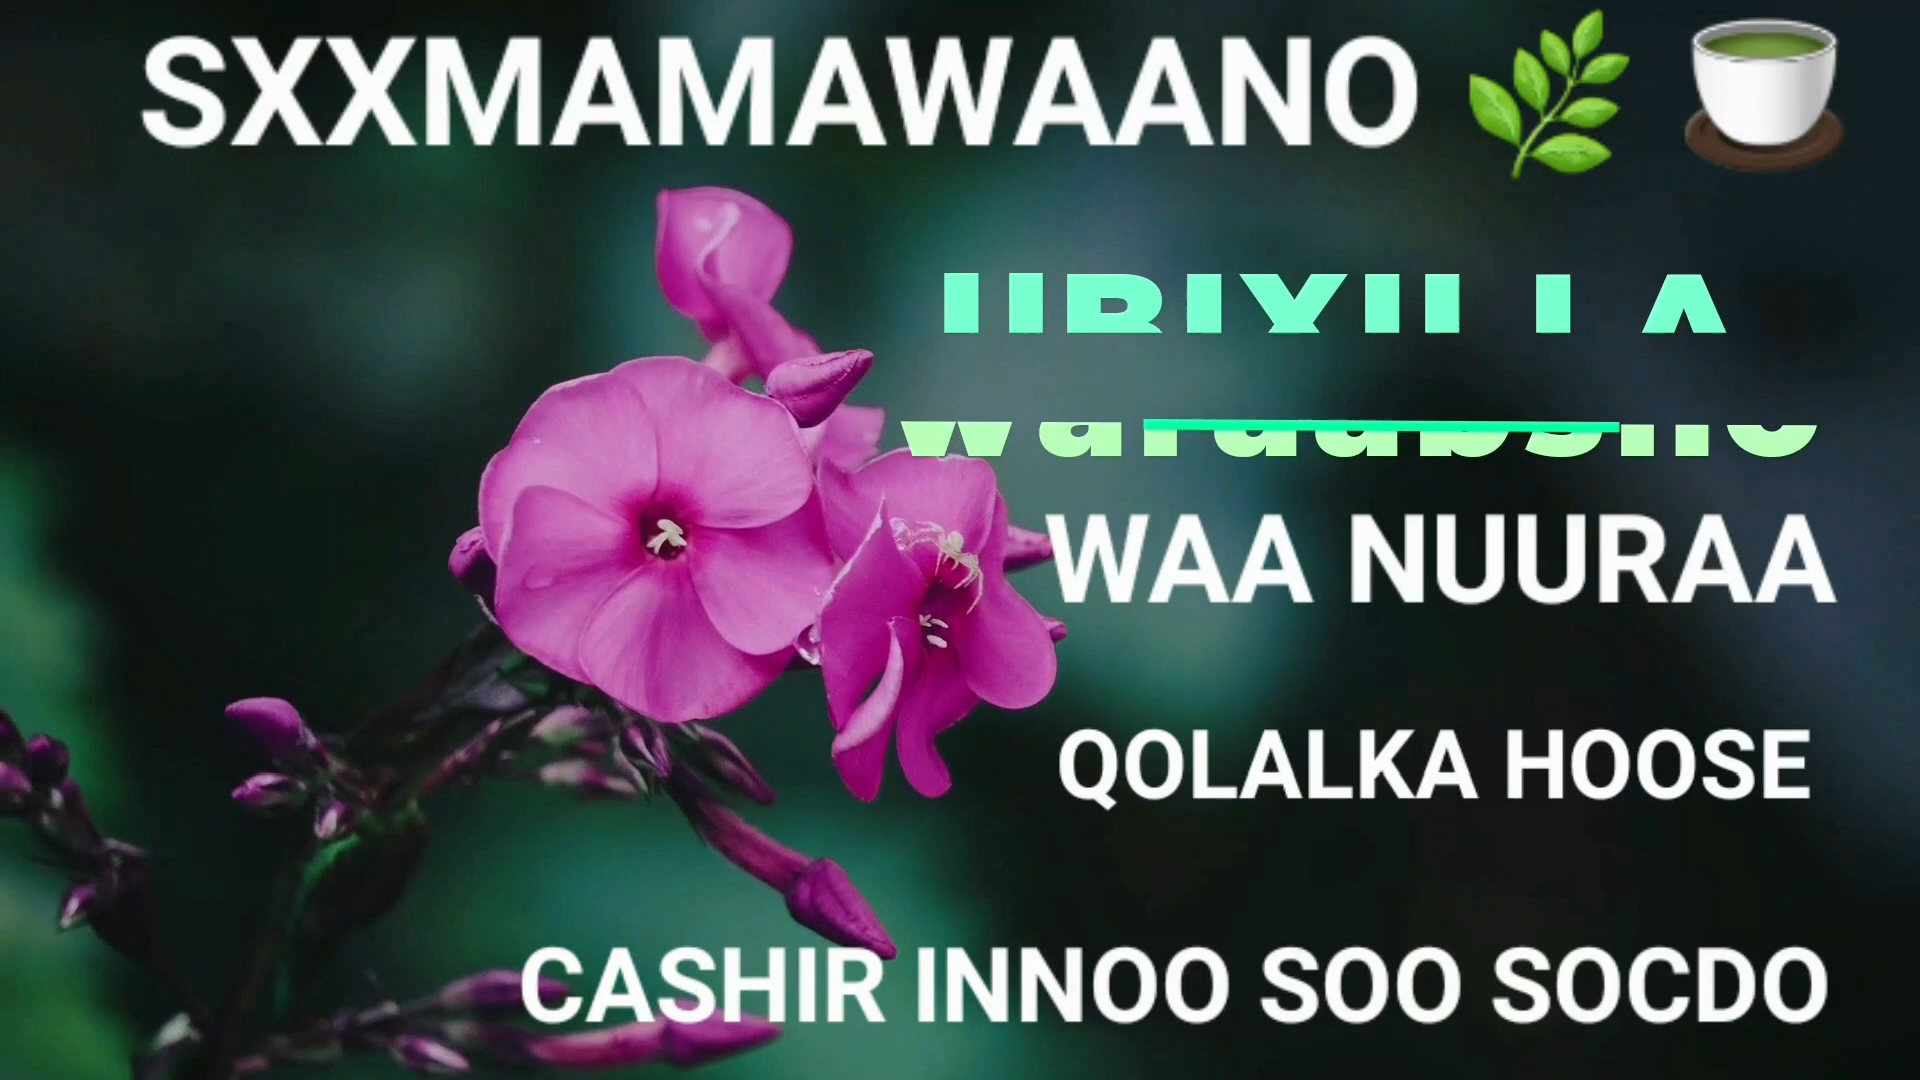 SXXMAMAWAANO 🌿 🍵
WAA NUURAA
QOLALKA HOOSE
CASHIR INNOO SOO SOCDO